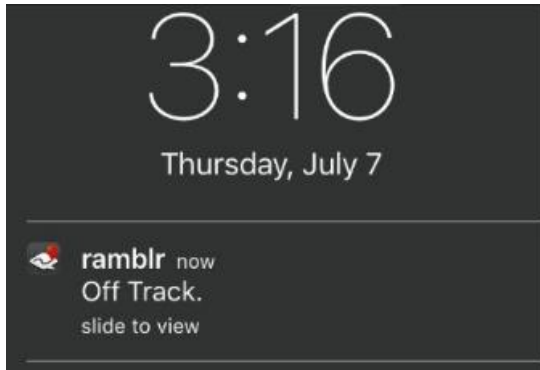 3:16
Thursday, July 7
ramblr now
Off Track.
slide to view